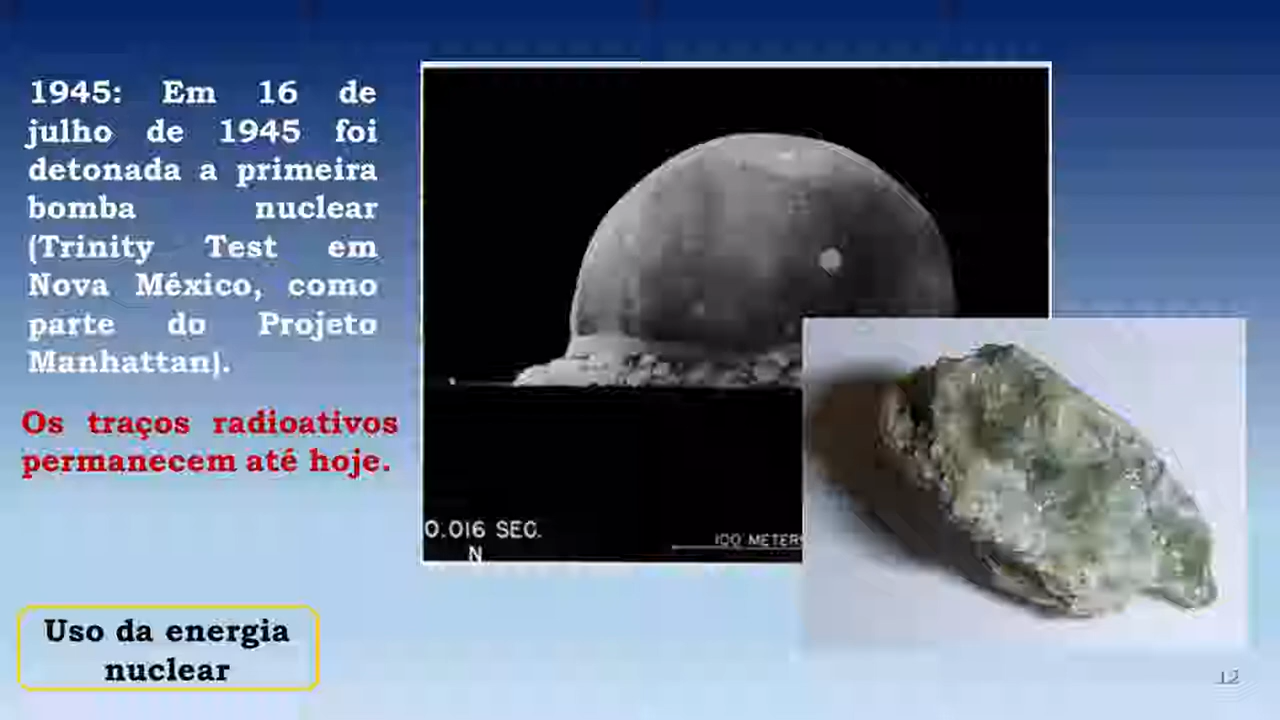 1945: Em 16 de
julho de 1945 foi
detonada a primeira
bomba nuclear
(Trinity Test em
Nova México, como
parte do Projeto
Manhattan).
Os traços radioativos
permanecem até hoje.
0.016 SEC.
N
100 METERS
Uso da energia
nuclear
12